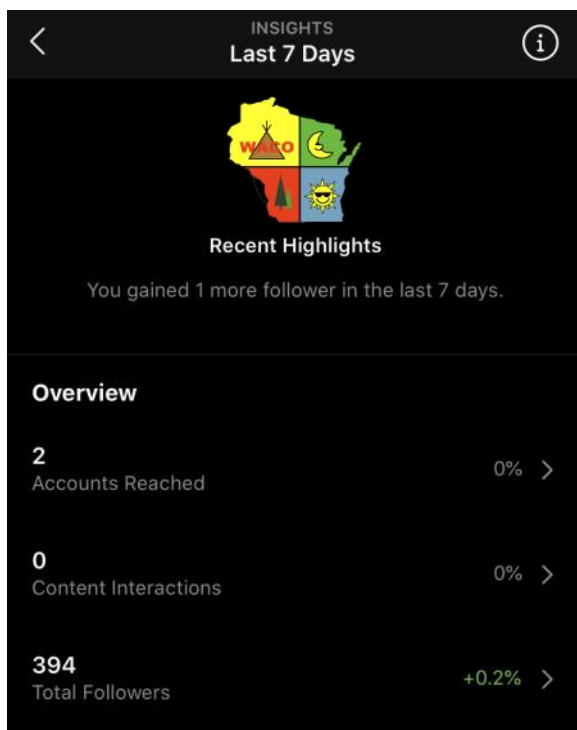 INSIGHTS
Last 7 Days
WACO
Recent Highlights
You gained 1 more follower in the last 7 days.
Overview
2
Accounts Reached
0%
0
Content Interactions
0%
394
Total Followers
+0.2%